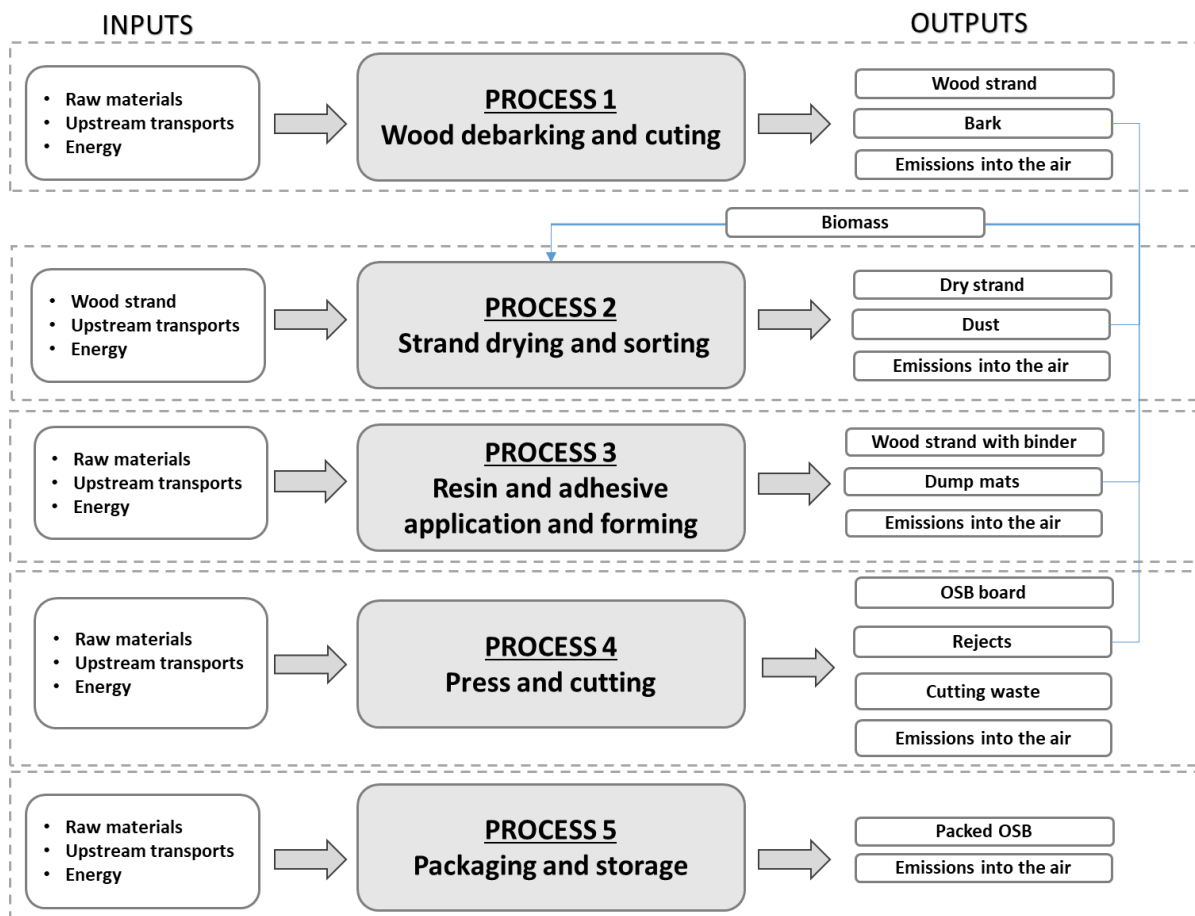 INPUTS
OUTPUTS
• Raw materials
• Upstream transports
• Energy
PROCESS 1
Wood debarking and cuting
Wood strand
Bark
Emissions into the air
Biomass
• Wood strand
• Upstream transports
• Energy
PROCESS 2
Strand drying and sorting
Dry strand
Dust
Emissions into the air
• Raw materials
• Upstream transports
• Energy
PROCESS 3
Resin and adhesive
application and forming
Wood strand with binder
Dump mats
Emissions into the air
• Raw materials
• Upstream transports
• Energy
PROCESS 4
Press and cutting
OSB board
Rejects
Cutting waste
Emissions into the air
• Raw materials
• Upstream transports
• Energy
PROCESS 5
Packaging and storage
Packed OSB
Emissions into the air